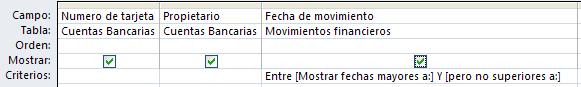 Campo: Numero de tarjeta Propietario Fecha de movimiento
Tabla: Cuentas Bancarias Cuentas Bancarias Movimientos financieros
Orden:
Mostrar:
Criterios: Entre [Mostrar fechas mayores a:] Y [pero no superiores a:]